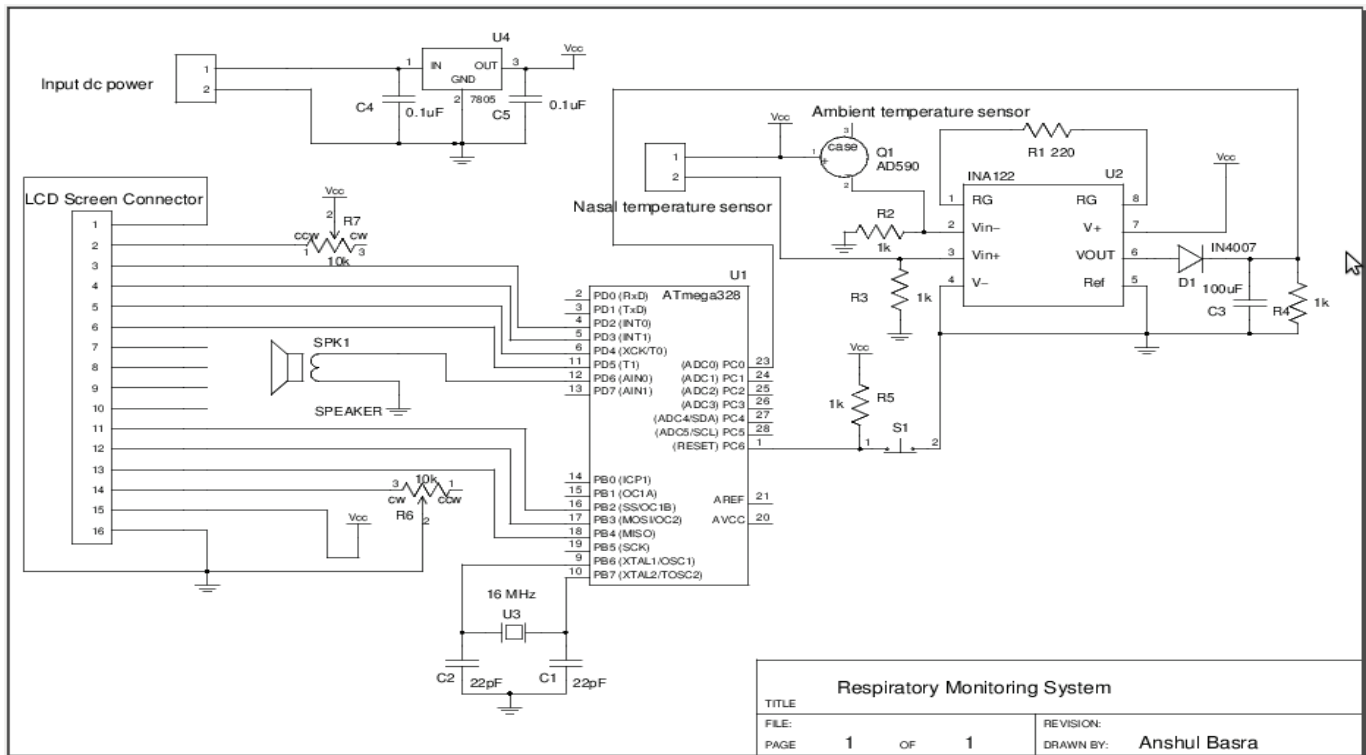 U4
Vcc
Input dc power
1
2
1
IN
OUT
3
GND
2
7805
C4
0.1uF
C5
0.1uF
Ambient temperature sensor
Vcc
3
case
1
+
2
Q1
AD590
1
2
Nasal temperature sensor
R1 220
INA122
U2
1
RG
RG
8
2
Vin-
V+
7
3
Vin+
VOUT
6
4
V-
Ref
5
Vcc
R2
1k
R3
1k
IN4007
D1
100uF
C3
R4
1k
LCD Screen Connector
1
2
3
4
5
6
7
8
9
10
11
12
13
14
15
16
Vcc
2
R7
ccw
cw
1
3
10k
SPK1
SPEAKER
U1
ATmega328
2
PD0 (RxD)
3
PD1 (TxD)
4
PD2 (INT0)
5
PD3 (INT1)
6
PD4 (XCK/T0)
11
PD5 (T1)
12
PD6 (AIN0)
13
PD7 (AIN1)
(ADC0) PC0
23
(ADC1) PC1
24
(ADC2) PC2
25
(ADC3) PC3
26
(ADC4/SDA) PC4
27
(ADC5/SCL) PC5
28
(RESET) PC6
1
14
PB0 (ICP1)
15
PB1 (OC1A)
16
PB2 (SS/OC1B)
17
PB3 (MOSI/OC2)
18
PB4 (MISO)
19
PB5 (SCK)
9
PB6 (XTAL1/OSC1)
10
PB7 (XTAL2/TOSC2)
AREF
21
AVCC
20
Vcc
1k
R5
1
S1
2
10k
3
1
cw
ccw
R6
2
Vcc
16 MHz
U3
C2
22pF
C1
22pF
TITLE
Respiratory Monitoring System
FILE:
REVISION:
PAGE
1
OF
1
DRAWN BY:
Anshul Basra